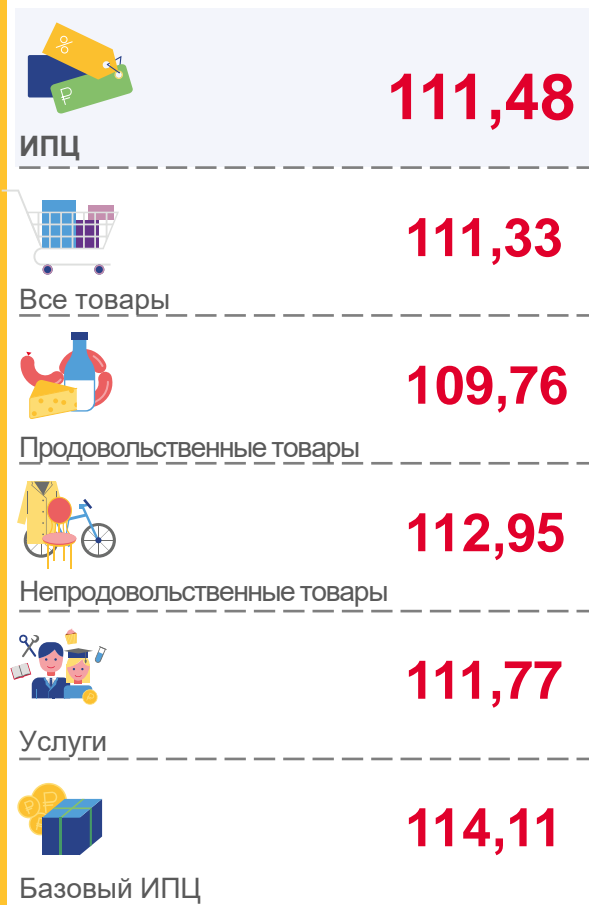 %
₽
111,48
ИПЦ
111,33
Все товары
109,76
Продовольственные товары
112,95
Непродовольственные товары
111,77
Услуги
₽ ₽
114,11
Базовый ИПЦ